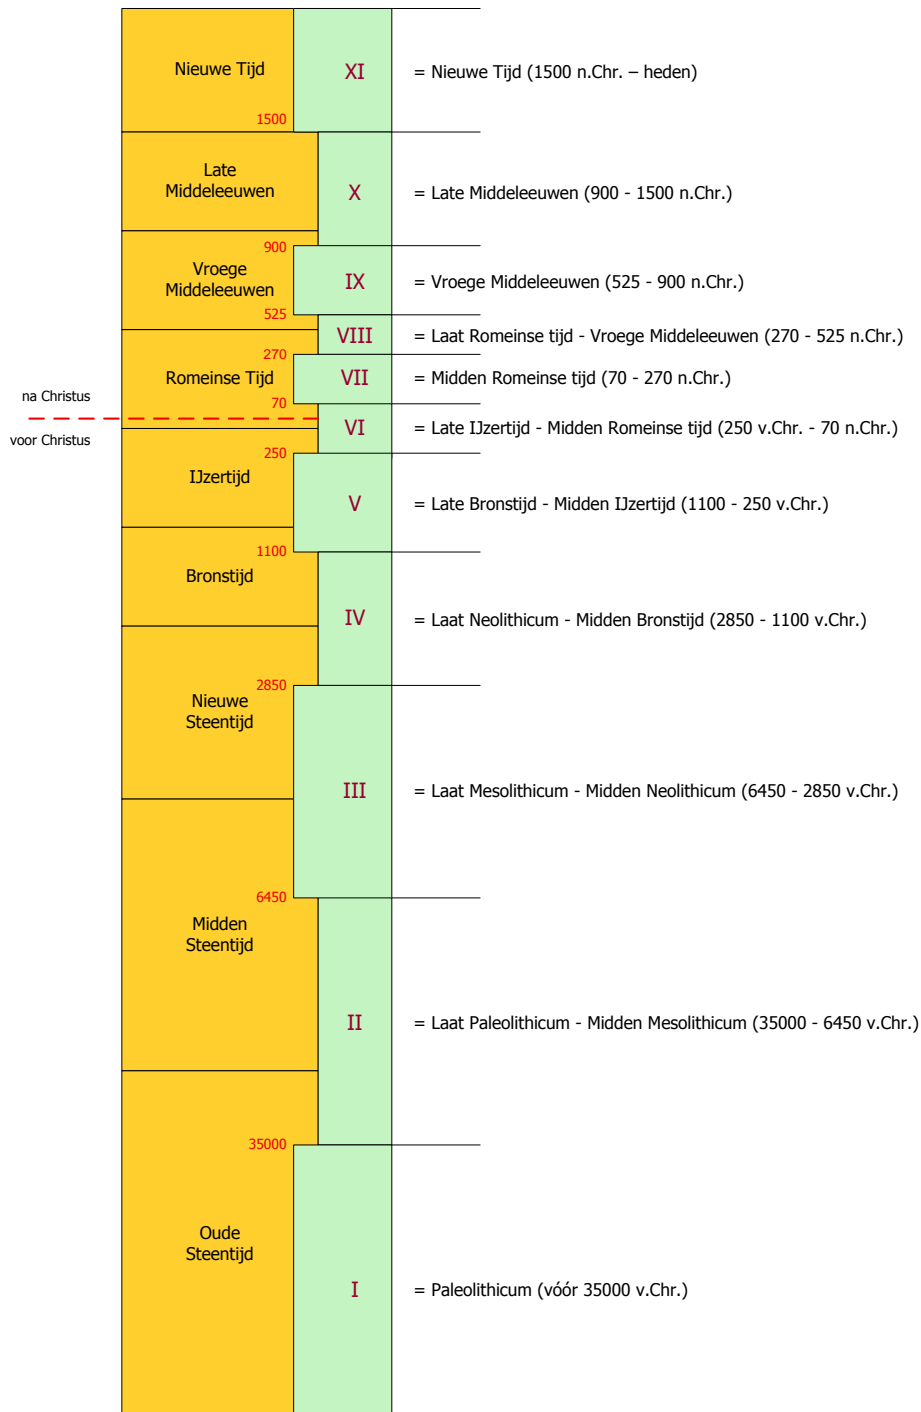 Nieuwe Tijd
XI
= Nieuwe Tijd (1500 n.Chr. – heden)
1500
Late
Middeleeuwen
X
= Late Middeleeuwen (900 - 1500 n.Chr.)
900
Vroege
Middeleeuwen
IX
= Vroege Middeleeuwen (525 - 900 n.Chr.)
525
VIII
= Laat Romeinse tijd - Vroege Middeleeuwen (270 - 525 n.Chr.)
270
Romeinse Tijd
VII
= Midden Romeinse tijd (70 - 270 n.Chr.)
na Christus
70
voor Christus
VI
= Late IJzertijd - Midden Romeinse tijd (250 v.Chr. - 70 n.Chr.)
250
IJzertijd
V
= Late Bronstijd - Midden IJzertijd (1100 - 250 v.Chr.)
1100
Bronstijd
IV
= Laat Neolithicum - Midden Bronstijd (2850 - 1100 v.Chr.)
2850
Nieuwe
Steentijd
III
= Laat Mesolithicum - Midden Neolithicum (6450 - 2850 v.Chr.)
6450
Midden
Steentijd
II
= Laat Paleolithicum - Midden Mesolithicum (35000 - 6450 v.Chr.)
35000
Oude
Steentijd
I
= Paleolithicum (vóór 35000 v.Chr.)